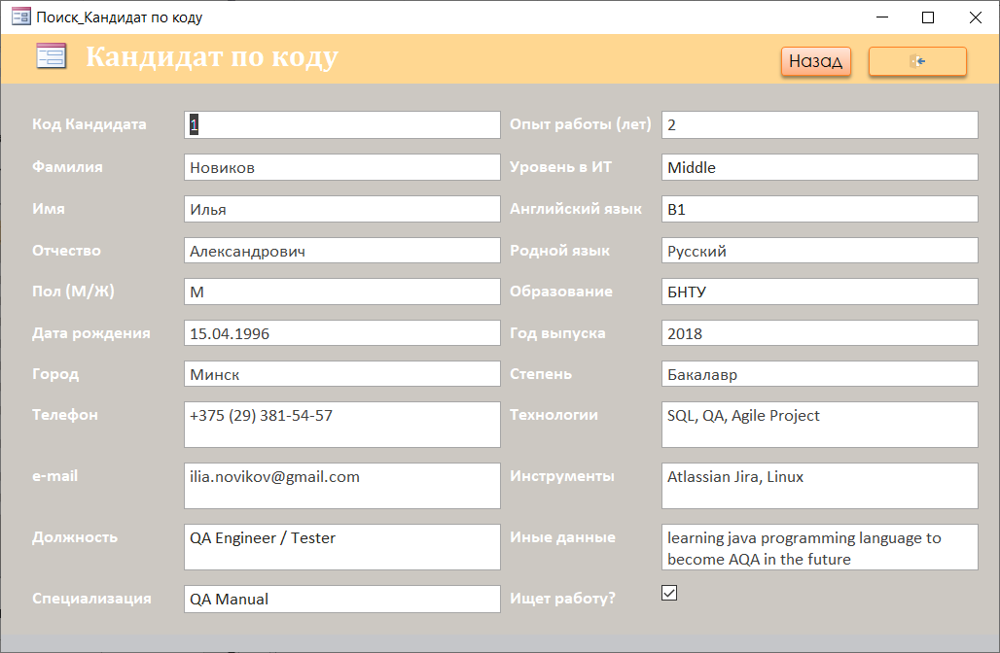 Поиск_Кандидат по коду
Кандидат по коду
Назад
Код Кандидата 1 Опыт работы (лет) 2
Фамилия Новиков Уровень в ИТ Middle
Имя Илья Английский язык B1
Отчество Александрович Родной язык Русский
Пол (М/Ж) М Образование БНТУ
Дата рождения 15.04.1996 Год выпуска 2018
Город Минск Степень Бакалавр
Телефон +375 (29) 381-54-57 Технологии SQL, QA, Agile Project
e-mail ilia.novikov@gmail.com Инструменты Atlassian Jira, Linux
Должность QA Engineer / Tester Иные данные learning java programming language to
become AQA in the future
Специализация QA Manual Ищет работу?